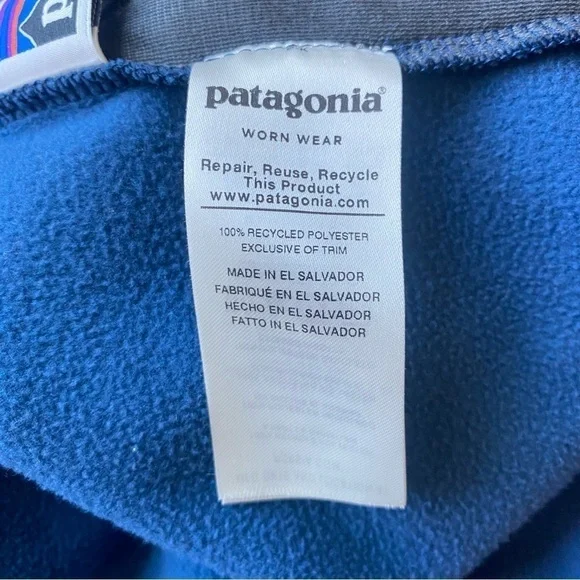 patagonia®
WORN WEAR
Repair, Reuse, Recycle
This Product
www.patagonia.com
100% RECYCLED POLYESTER
EXCLUSIVE OF TRIM
MADE IN EL SALVADOR
FABRIQUÉ EN EL SALVADOR
HECHO EN EL SALVADOR
FATTO IN EL SALVADOR